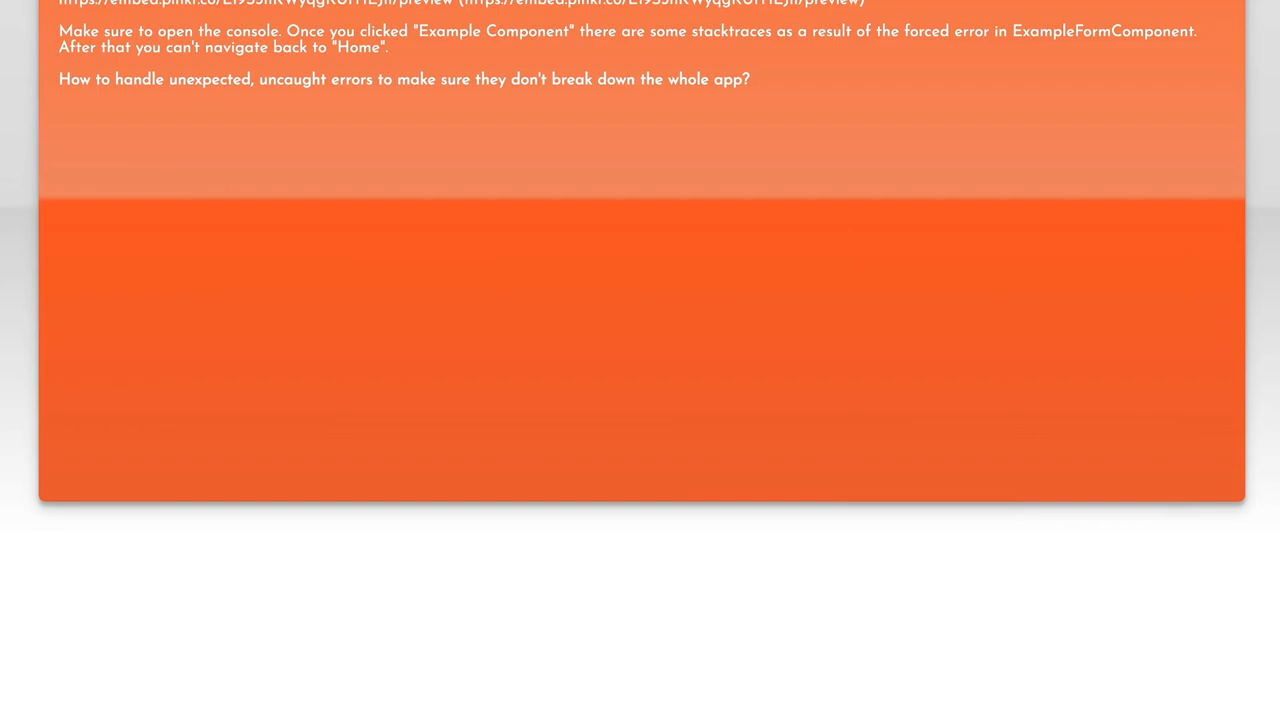 Make sure to open the console. Once you clicked "Example Component" there are some stacktraces as a result of the forced error in ExampleFormComponent.
After that you can't navigate back to "Home".
How to handle unexpected, uncaught errors to make sure they don't break down the whole app?